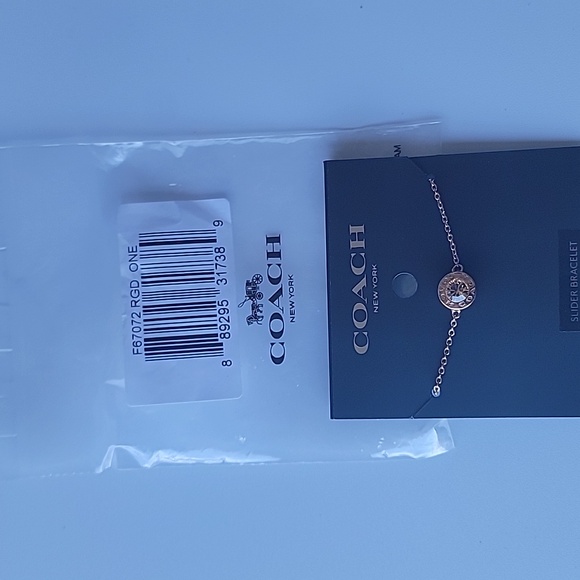 F67072 RGD ONE
8 89295 31738 9
COACH
NEW YORK
COACH
NEW YORK
SLIDER BRACELET